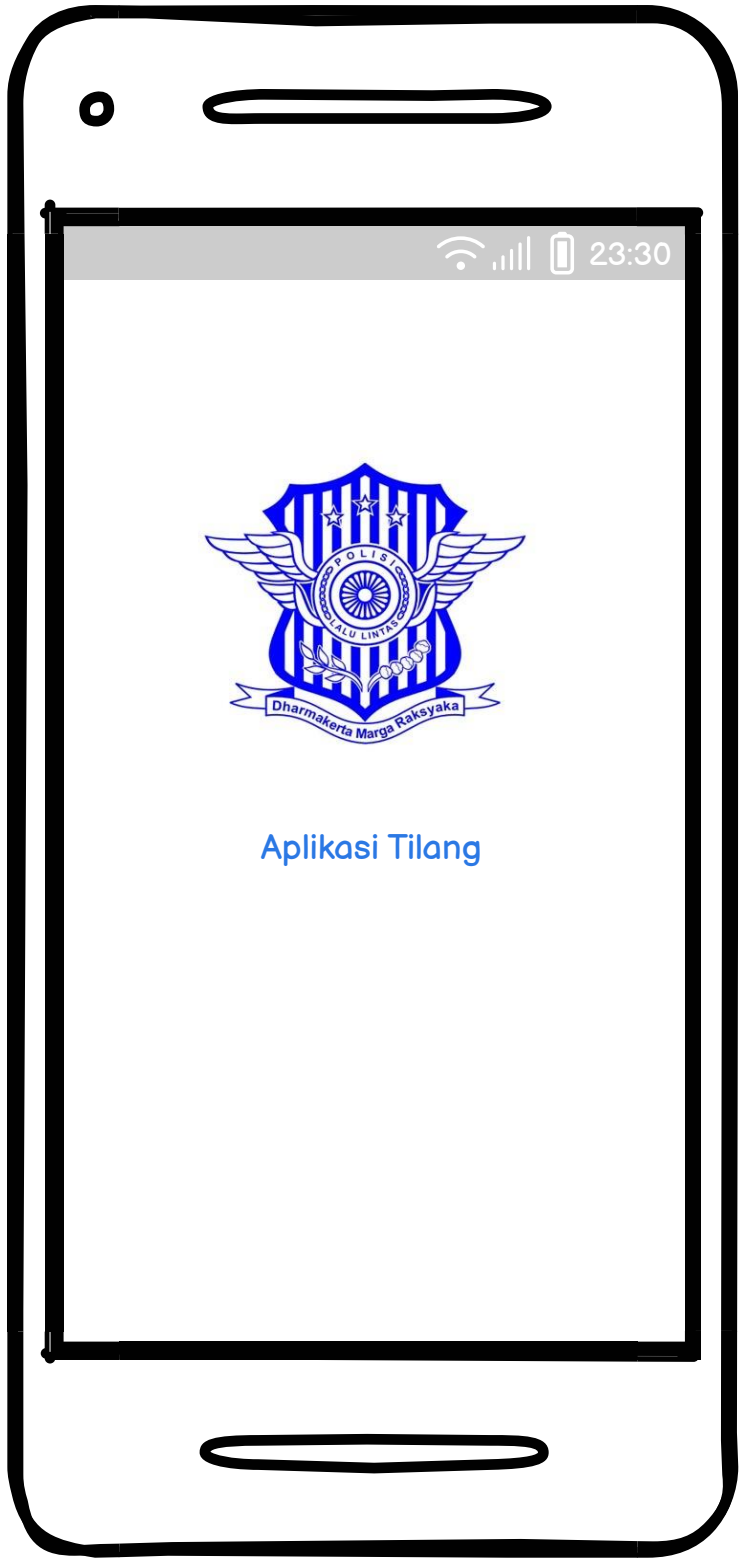 23:30
POLISI
LALU LINTAS
Dharmakerta Marga Raksyaka
Aplikasi Tilang